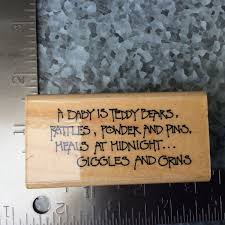 A BABY IS TEDDY BEARS,
RATTLES, POWDER AND PINS,
MEALS AT MIDNIGHT...
GIGGLES AND GRINS